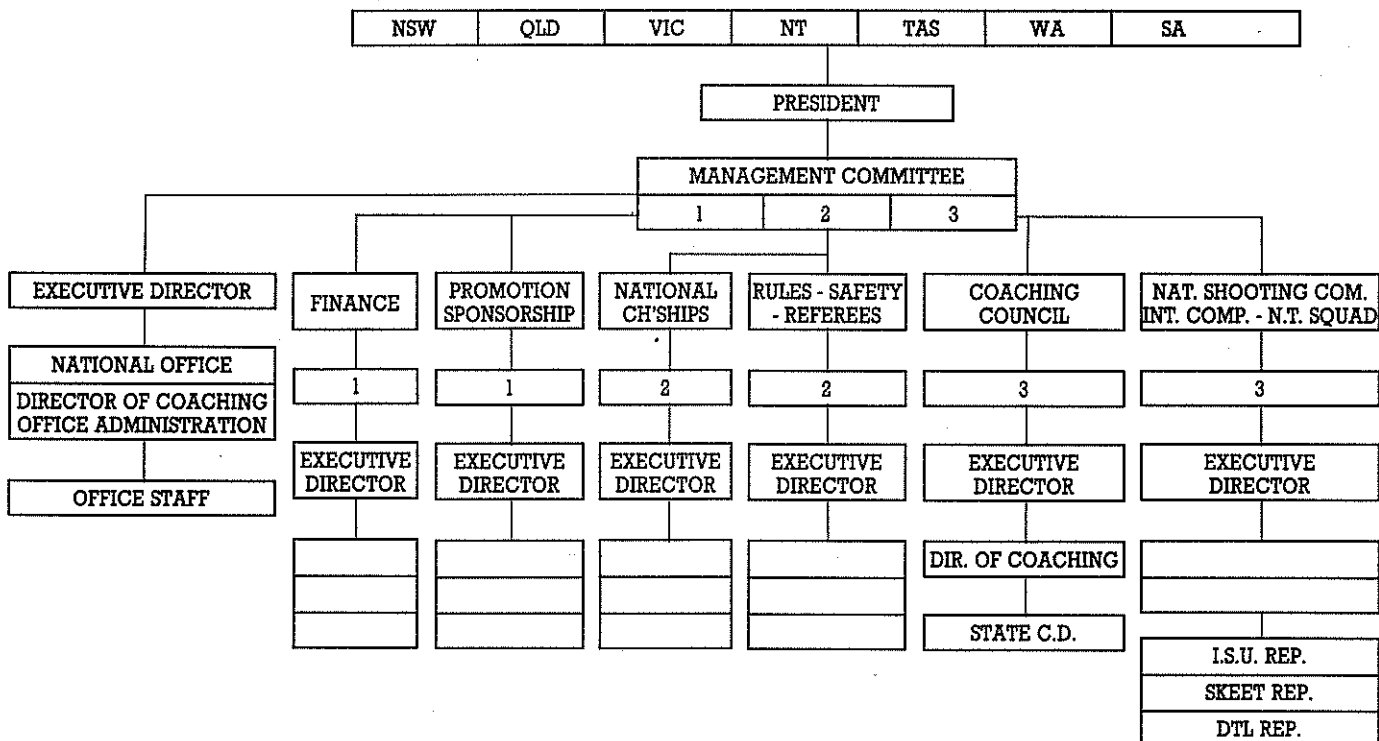 NSW QLD VIC NT TAS WA SA
PRESIDENT
MANAGEMENT COMMITTEE
1 2 3
EXECUTIVE DIRECTOR
NATIONAL OFFICE
DIRECTOR OF COACHING
OFFICE ADMINISTRATION
OFFICE STAFF
FINANCE
1
EXECUTIVE
DIRECTOR
PROMOTION
SPONSORSHIP
1
EXECUTIVE
DIRECTOR
NATIONAL
CH'SHIPS
2
EXECUTIVE
DIRECTOR
RULES - SAFETY
- REFEREES
2
EXECUTIVE
DIRECTOR
COACHING
COUNCIL
3
EXECUTIVE
DIRECTOR
DIR. OF COACHING
STATE C.D.
NAT. SHOOTING COM.
INT. COMP. - N.T. SQUAD
3
EXECUTIVE
DIRECTOR
I.S.U. REP.
SKEET REP.
DTL REP.